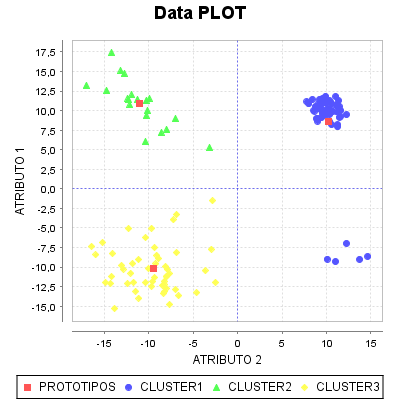 Data PLOT
17,5
15,0
12,5
10,0
7,5
5,0
2,5
0,0
-2,5
-5,0
-7,5
-10,0
-12,5
-15,0
ATRIBUTO 1
-15 -10 -5 0 5 10 15
ATRIBUTO 2
PROTOTIPOS CLUSTER1 CLUSTER2 CLUSTER3